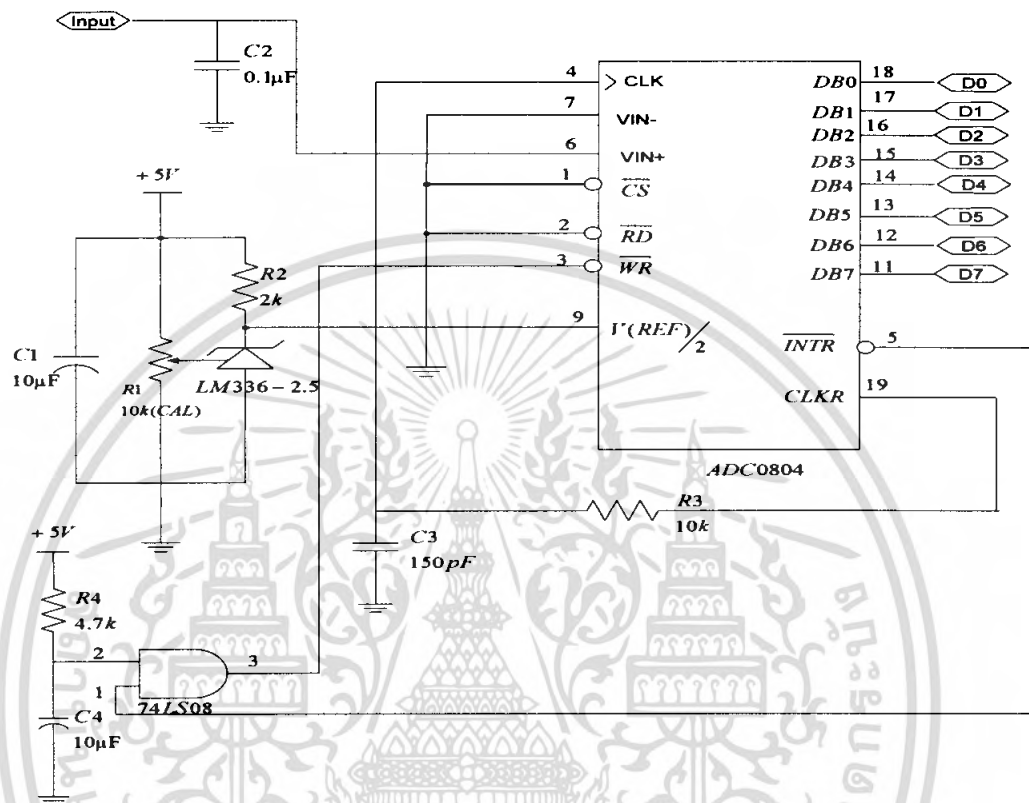 Input
C2
0.1μF
4
> CLK
7
VIN-
6
VIN+
1
CS
2
RD
3
WR
9
V(REF)/2
DB0 18 D0
DB1 17 D1
DB2 16 D2
DB3 15 D3
DB4 14 D4
DB5 13 D5
DB6 12 D6
DB7 11 D7
INTR 5
CLKR 19
ADC0804
+5V
R2
2k
C1
10μF
R1
10k(CAL)
LM336-2.5
R3
10k
C3
150pF
+5V
R4
4.7k
2
1
3
74LS08
C4
10μF